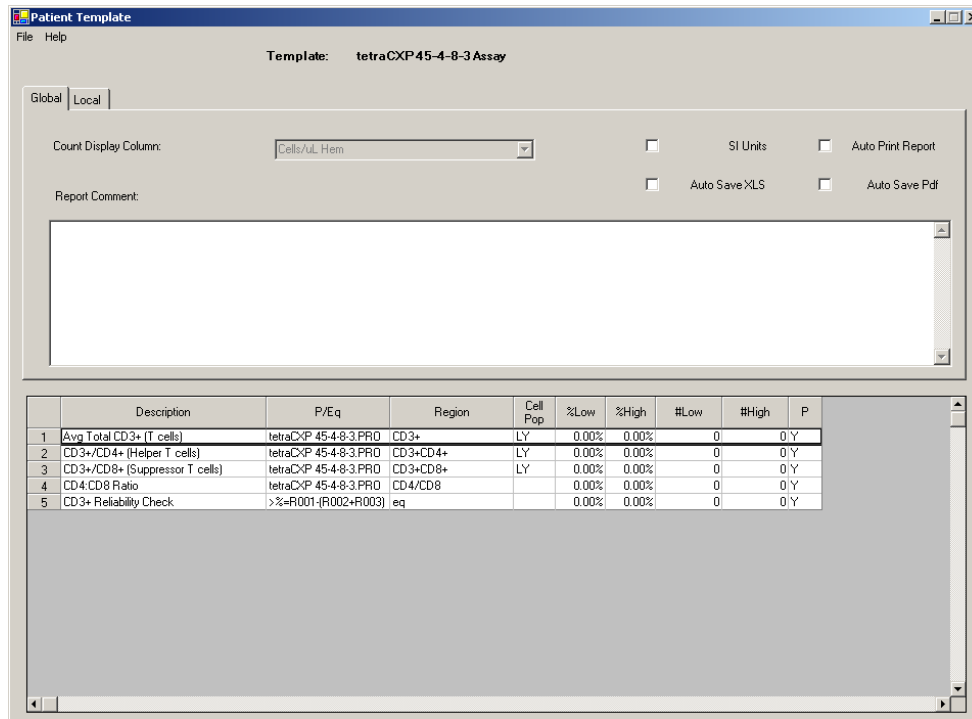 Patient Template
File Help
Template: tetraCXP45-4-8-3 Assay
Global Local
Count Display Column: Cells/uL Hem SI Units Auto Print Report
Auto Save XLS Auto Save Pdf
Report Comment:
Description P/Eq Region Cell Pop %Low %High #Low #High P
1 Avg Total CD3+ (T cells) tetraCXP 45-4-8-3.PRO CD3+ LY 0.00% 0.00% 0 0 Y
2 CD3+/CD4+ (Helper T cells) tetraCXP 45-4-8-3.PRO CD3+CD4+ LY 0.00% 0.00% 0 0 Y
3 CD3+/CD8+ (Suppressor T cells) tetraCXP 45-4-8-3.PRO CD3+CD8+ LY 0.00% 0.00% 0 0 Y
4 CD4:CD8 Ratio tetraCXP 45-4-8-3.PRO CD4/CD8 0.00% 0.00% 0 0 Y
5 CD3+ Reliability Check >%=R001-(R002+R003) eq 0.00% 0.00% 0 0 Y